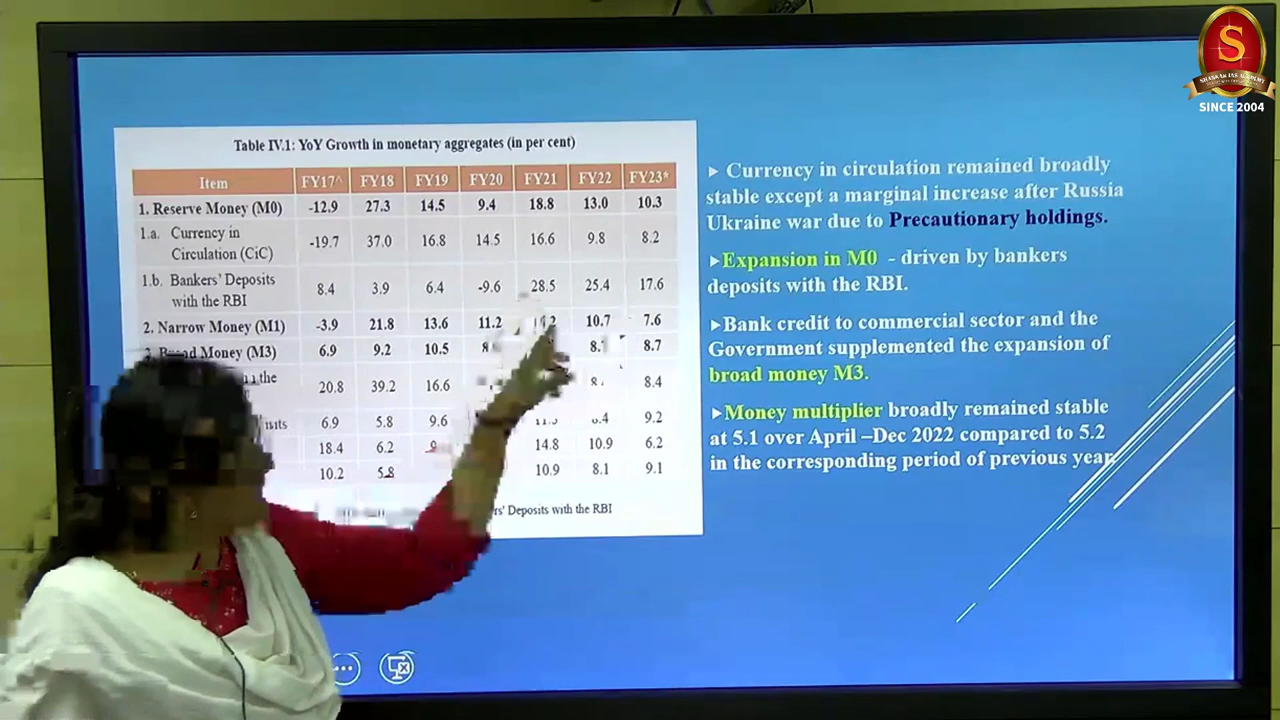 S
SHANKAR IAS ACADEMY
SINCE 2004
Table IV.1: YoY Growth in monetary aggregates (in per cent)
Item FY17^ FY18 FY19 FY20 FY21 FY22 FY23*
1. Reserve Money (M0) -12.9 27.3 14.5 9.4 18.8 13.0 10.3
1.a. Currency in Circulation (CiC) -19.7 37.0 16.8 14.5 16.6 9.8 8.2
1.b. Bankers' Deposits with the RBI 8.4 3.9 6.4 -9.6 28.5 25.4 17.6
2. Narrow Money (M1) -3.9 21.8 13.6 11.2 10.7 7.6
Money (M3) 6.9 9.2 10.5 8.7
the 20.8 39.2 16.6 8.4
6.9 5.8 9.6 9.2
18.4 6.2 14.8 10.9 6.2
10.2 5.8 10.9 8.1 9.1
Deposits with the RBI
Currency in circulation remained broadly
stable except a marginal increase after Russia
Ukraine war due to Precautionary holdings.
Expansion in M0 - driven by bankers
deposits with the RBI.
Bank credit to commercial sector and the
Government supplemented the expansion of
broad money M3.
Money multiplier broadly remained stable
at 5.1 over April –Dec 2022 compared to 5.2
in the corresponding period of previous year.